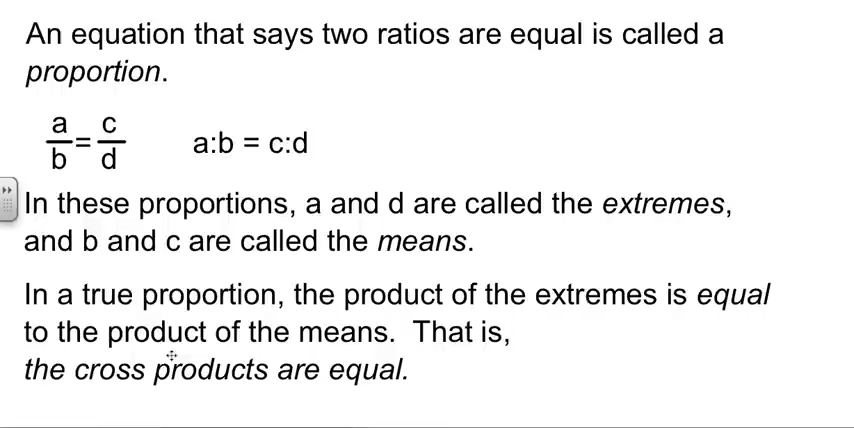 An equation that says two ratios are equal is called a
proportion.
a/b = c/d a:b = c:d
In these proportions, a and d are called the extremes,
and b and c are called the means.
In a true proportion, the product of the extremes is equal
to the product of the means. That is,
the cross products are equal.